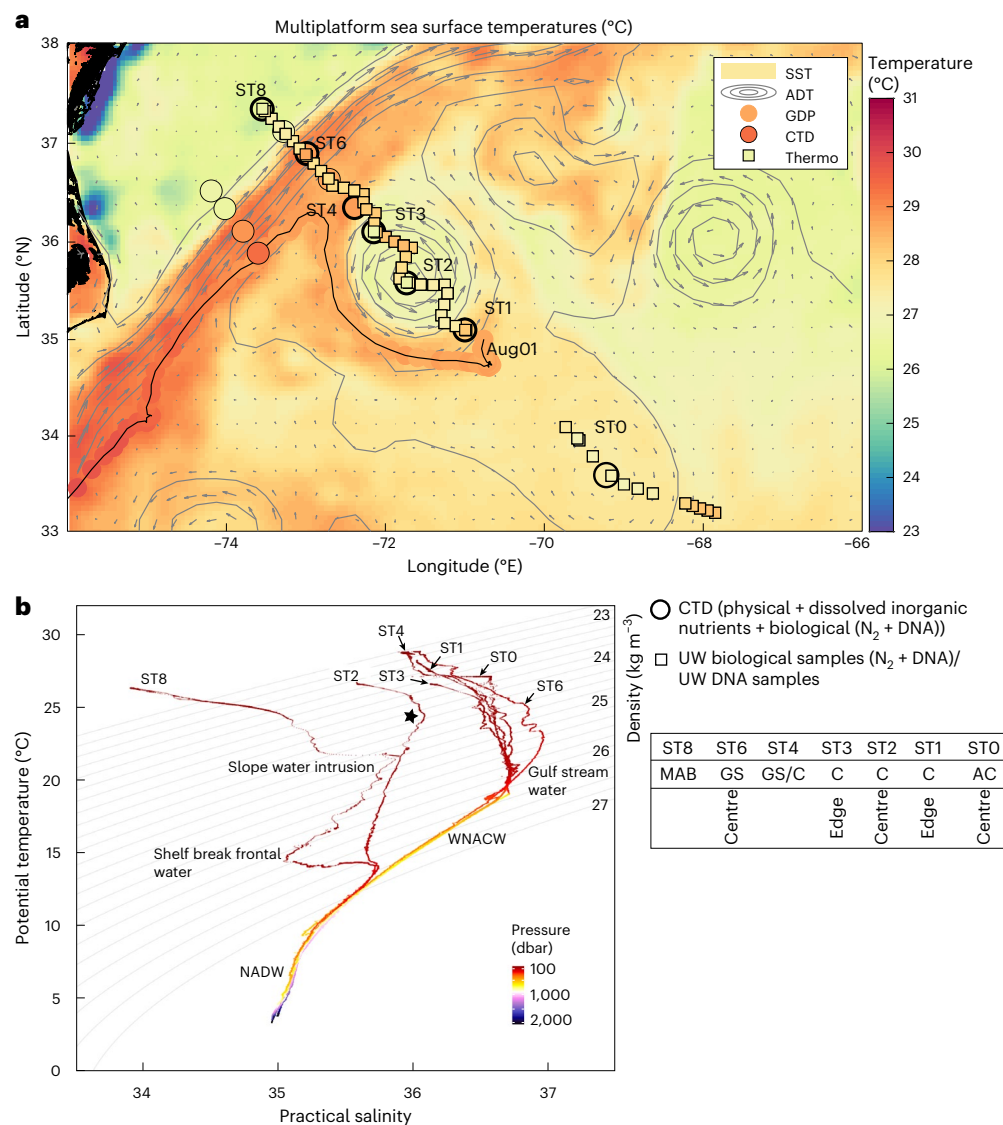 a
Multiplatform sea surface temperatures (°C)
38
37
36
35
34
33
Latitude (°N)
−74
−72
−70
−68
−66
Longitude (°E)
ST8
ST6
ST4
ST3
ST2
ST1
Aug01
ST0
SST
ADT
GDP
CTD
Thermo
Temperature
(°C)
31
30
29
28
27
26
25
24
23
b
30
25
20
15
10
5
0
Potential temperature (°C)
34
35
36
37
Practical salinity
ST8
ST2
ST3
ST4
ST1
ST0
ST6
Slope water intrusion
Gulf stream
water
Shelf break frontal
water
WNACW
NADW
Pressure
(dbar)
100
1,000
2,000
23
24
25
26
27
Density (kg m⁻³)
CTD (physical + dissolved inorganic
nutrients + biological (N₂ + DNA))
UW biological samples (N₂ + DNA)/
UW DNA samples
ST8 ST6 ST4 ST3 ST2 ST1 ST0
MAB GS GS/C C C C AC
Centre Edge Centre Edge Centre